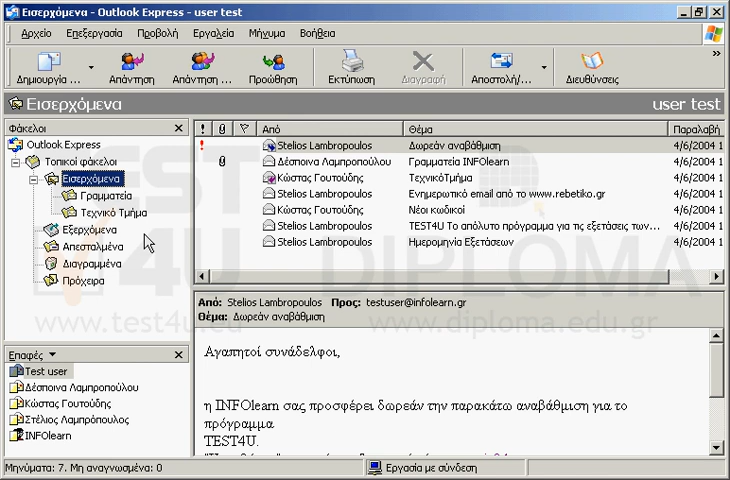 Εισερχόμενα - Outlook Express - user test
Αρχείο Επεξεργασία Προβολή Εργαλεία Μήνυμα Βοήθεια
Δημιουργία ... Απάντηση Απάντηση ... Προώθηση Εκτύπωση Διαγραφή Αποστολή/... Διευθύνσεις
Εισερχόμενα user test
Φάκελοι
Outlook Express
Τοπικοί φάκελοι
Εισερχόμενα
Γραμματεία
Τεχνικό Τμήμα
Εξερχόμενα
Απεσταλμένα
Διαγραμμένα
Πρόχειρα
Από Θέμα Παραλαβή
Stelios Lambropoulos Δωρεάν αναβάθμιση 4/6/2004 1
Δέσποινα Λαμπροπούλου Γραμματεία INFOlearn 4/6/2004 1
Κώστας Γουτούδης ΤεχνικόΤμήμα 4/6/2004 1
Stelios Lambropoulos Ενημερωτικό email από το www.rebetiko.gr 4/6/2004 1
Κώστας Γουτούδης Νέοι κωδικοί 4/6/2004 1
Stelios Lambropoulos TEST4U Το απόλυτο πρόγραμμα για τις εξετάσεις των... 4/6/2004 1
Stelios Lambropoulos Ημερομηνία Εξετάσεων 4/6/2004 1
Από: Stelios Lambropoulos Προς: testuser@infolearn.gr
Θέμα: Δωρεάν αναβάθμιση
Αγαπητοί συνάδελφοι,
η INFOlearn σας προσφέρει δωρεάν την παρακάτω αναβάθμιση για το
πρόγραμμα
TEST4U.
Επαφές
Test user
Δέσποινα Λαμπροπούλου
Κώστας Γουτούδης
Στέλιος Λαμπρόπουλος
INFOlearn
Μηνύματα: 7. Μη αναγνωσμένα: 0 Εργασία με σύνδεση
TEST 4U DIPLOMA
www.test4u.eu www.diploma.edu.gr